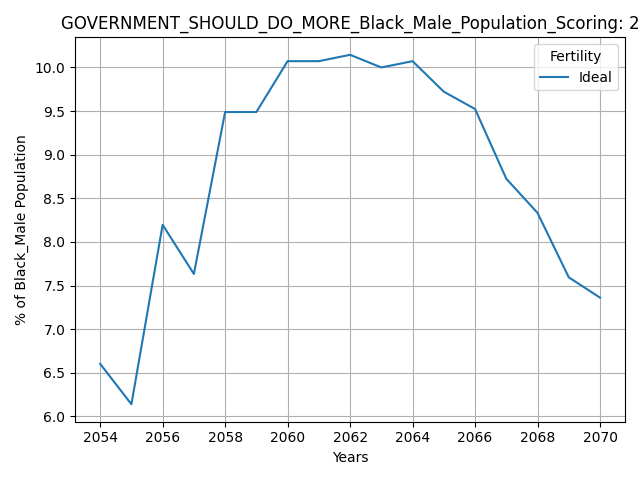 GOVERNMENT_SHOULD_DO_MORE_Black_Male_Population_Scoring: 2
Fertility
Ideal
10.0
9.5
9.0
8.5
8.0
7.5
7.0
6.5
6.0
% of Black_Male Population
2054 2056 2058 2060 2062 2064 2066 2068 2070
Years